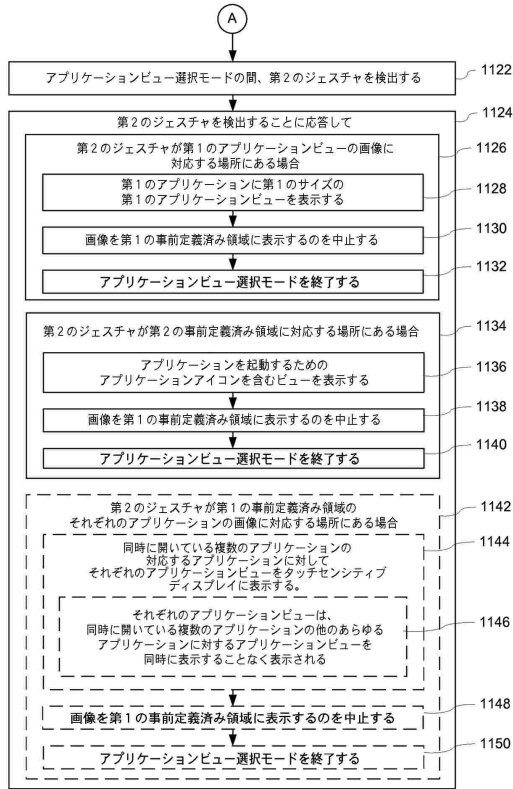 A
アプリケーションビュー選択モードの間、第2のジェスチャを検出する
1122
1124
第2のジェスチャを検出することに応答して
1126
第2のジェスチャが第1のアプリケーションビューの画像に
対応する場所にある場合
1128
第1のアプリケーションに第1のサイズの
第1のアプリケーションビューを表示する
1130
画像を第1の事前定義済み領域に表示するのを中止する
1132
アプリケーションビュー選択モードを終了する
1134
第2のジェスチャが第2の事前定義済み領域に対応する場所にある場合
1136
アプリケーションを起動するための
アプリケーションアイコンを含むビューを表示する
1138
画像を第1の事前定義済み領域に表示するのを中止する
1140
アプリケーションビュー選択モードを終了する
1142
第2のジェスチャが第1の事前定義済み領域の
それぞれのアプリケーションの画像に対応する場所にある場合
1144
同時に開いている複数のアプリケーションの
対応するアプリケーションに対して
それぞれのアプリケーションビューをタッチセンシティブ
ディスプレイに表示する。
1146
それぞれのアプリケーションビューは、
同時に開いている複数のアプリケーションの他のあらゆる
アプリケーションに対するアプリケーションビューを
同時に表示することなく表示される
1148
画像を第1の事前定義済み領域に表示するのを中止する
1150
アプリケーションビュー選択モードを終了する